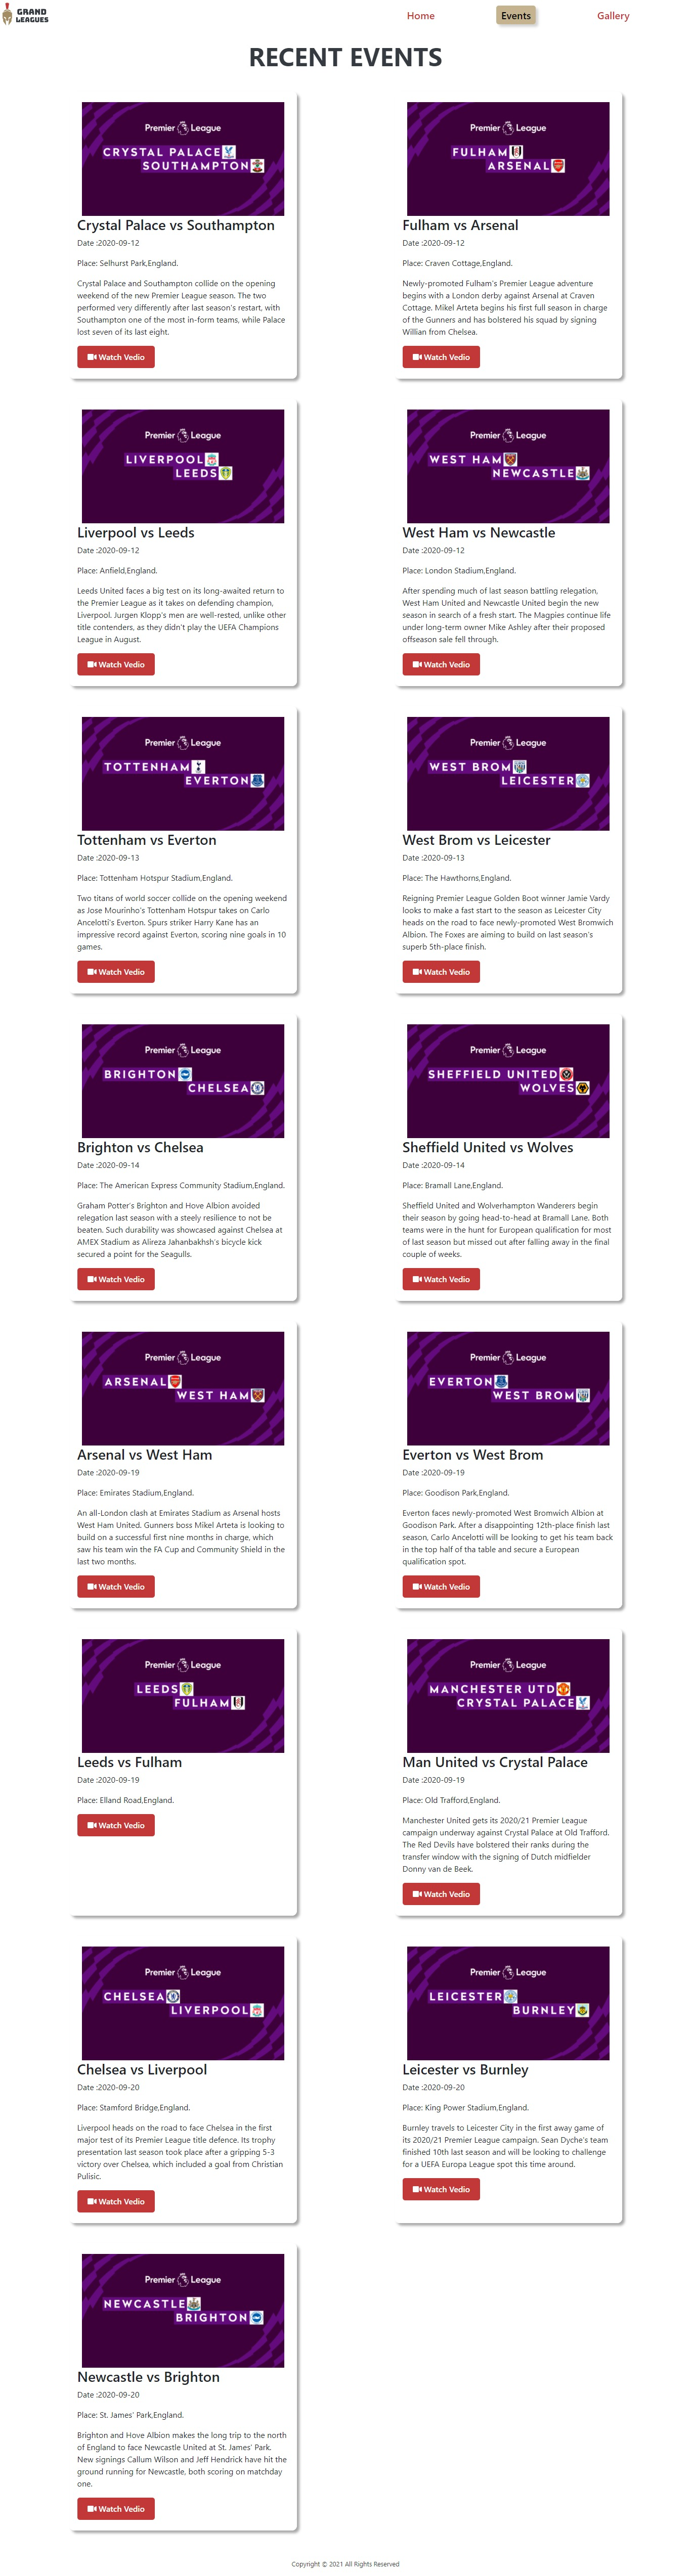 GRAND
LEAGUES
Home
Events
Gallery
RECENT EVENTS
Premier League
CRYSTAL PALACE
SOUTHAMPTON
Crystal Palace vs Southampton
Date :2020-09-12
Place: Selhurst Park,England.
Crystal Palace and Southampton collide on the opening
weekend of the new Premier League season. The two
performed very differently after last season's restart, with
Southampton one of the most in-form teams, while Palace
lost seven of its last eight.
Watch Vedio
Premier League
FULHAM
ARSENAL
Fulham vs Arsenal
Date :2020-09-12
Place: Craven Cottage,England.
Newly-promoted Fulham's Premier League adventure
begins with a London derby against Arsenal at Craven
Cottage. Mikel Arteta begins his first full season in charge
of the Gunners and has bolstered his squad by signing
Willian from Chelsea.
Watch Vedio
Premier League
LIVERPOOL
LEEDS
Liverpool vs Leeds
Date :2020-09-12
Place: Anfield,England.
Leeds United faces a big test on its long-awaited return to
the Premier League as it takes on defending champion,
Liverpool. Jurgen Klopp's men are well-rested, unlike other
title contenders, as they didn't play the UEFA Champions
League in August.
Watch Vedio
Premier League
WEST HAM
NEWCASTLE
West Ham vs Newcastle
Date :2020-09-12
Place: London Stadium,England.
After spending much of last season battling relegation,
West Ham United and Newcastle United begin the new
season in search of a fresh start. The Magpies continue life
under long-term owner Mike Ashley after their proposed
offseason sale fell through.
Watch Vedio
Premier League
TOTTENHAM
EVERTON
Tottenham vs Everton
Date :2020-09-13
Place: Tottenham Hotspur Stadium,England.
Two titans of world soccer collide on the opening weekend
as Jose Mourinho's Tottenham Hotspur takes on Carlo
Ancelotti's Everton. Spurs striker Harry Kane has an
impressive record against Everton, scoring nine goals in 10
games.
Watch Vedio
Premier League
WEST BROM
LEICESTER
West Brom vs Leicester
Date :2020-09-13
Place: The Hawthorns,England.
Reigning Premier League Golden Boot winner Jamie Vardy
looks to make a fast start to the season as Leicester City
heads on the road to face newly-promoted West Bromwich
Albion. The Foxes are aiming to build on last season's
superb 5th-place finish.
Watch Vedio
Premier League
BRIGHTON
CHELSEA
Brighton vs Chelsea
Date :2020-09-14
Place: The American Express Community Stadium,England.
Graham Potter's Brighton and Hove Albion avoided
relegation last season with a steely resilience to not be
beaten. Such durability was showcased against Chelsea at
AMEX Stadium as Alireza Jahanbakhsh's bicycle kick
secured a point for the Seagulls.
Watch Vedio
Premier League
SHEFFIELD UNITED
WOLVES
Sheffield United vs Wolves
Date :2020-09-14
Place: Bramall Lane,England.
Sheffield United and Wolverhampton Wanderers begin
their season by going head-to-head at Bramall Lane. Both
teams were in the hunt for European qualification for most
of last season but missed out after falling away in the final
couple of weeks.
Watch Vedio
Premier League
ARSENAL
WEST HAM
Arsenal vs West Ham
Date :2020-09-19
Place: Emirates Stadium,England.
An all-London clash at Emirates Stadium as Arsenal hosts
West Ham United. Gunners boss Mikel Arteta is looking to
build on a successful first nine months in charge, which
saw his team win the FA Cup and Community Shield in the
last two months.
Watch Vedio
Premier League
EVERTON
WEST BROM
Everton vs West Brom
Date :2020-09-19
Place: Goodison Park,England.
Everton faces newly-promoted West Bromwich Albion at
Goodison Park. After a disappointing 12th-place finish last
season, Carlo Ancelotti will be looking to get his team back
in the top half of tha table and secure a European
qualification spot.
Watch Vedio
Premier League
LEEDS
FULHAM
Leeds vs Fulham
Date :2020-09-19
Place: Elland Road,England.
Watch Vedio
Premier League
MANCHESTER UTD
CRYSTAL PALACE
Man United vs Crystal Palace
Date :2020-09-19
Place: Old Trafford,England.
Manchester United gets its 2020/21 Premier League
campaign underway against Crystal Palace at Old Trafford.
The Red Devils have bolstered their ranks during the
transfer window with the signing of Dutch midfielder
Donny van de Beek.
Watch Vedio
Premier League
CHELSEA
LIVERPOOL
Chelsea vs Liverpool
Date :2020-09-20
Place: Stamford Bridge,England.
Liverpool heads on the road to face Chelsea in the first
major test of its Premier League title defence. Its trophy
presentation last season took place after a gripping 5-3
victory over Chelsea, which included a goal from Christian
Pulisic.
Watch Vedio
Premier League
LEICESTER
BURNLEY
Leicester vs Burnley
Date :2020-09-20
Place: King Power Stadium,England.
Burnley travels to Leicester City in the first away game of
its 2020/21 Premier League campaign. Sean Dyche's team
finished 10th last season and will be looking to challenge
for a UEFA Europa League spot this time around.
Watch Vedio
Premier League
NEWCASTLE
BRIGHTON
Newcastle vs Brighton
Date :2020-09-20
Place: St. James' Park,England.
Brighton and Hove Albion makes the long trip to the north
of England to face Newcastle United at St. James' Park.
New signings Callum Wilson and Jeff Hendrick have hit the
ground running for Newcastle, both scoring on matchday
one.
Watch Vedio
Copyright © 2021 All Rights Reserved